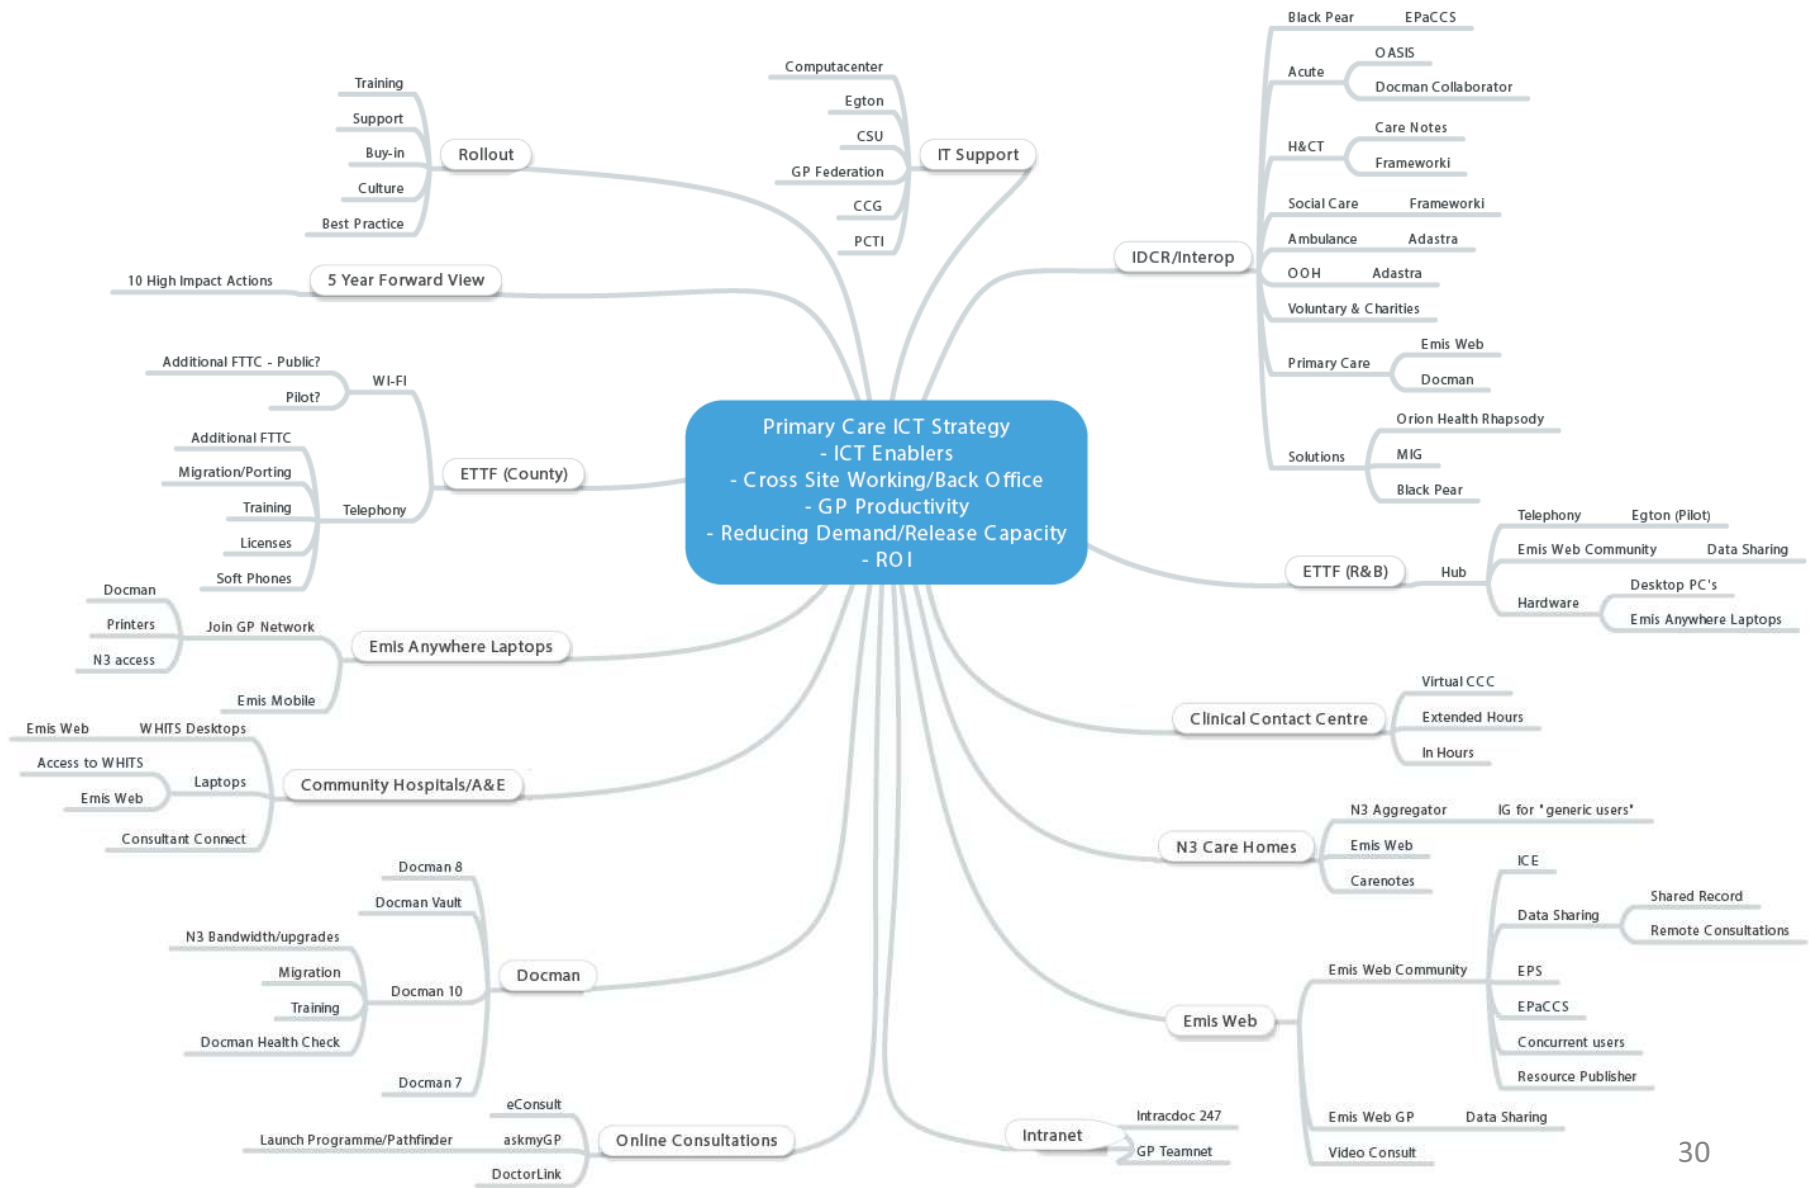 Primary Care ICT Strategy
- ICT Enablers
- Cross Site Working/Back Office
- GP Productivity
- Reducing Demand/Release Capacity
- ROI
Rollout
Training
Support
Buy-in
Culture
Best Practice
5 Year Forward View
10 High Impact Actions
ETTF (County)
WI-FI
Additional FTTC - Public?
Pilot?
Telephony
Additional FTTC
Migration/Porting
Training
Licenses
Soft Phones
Emis Anywhere Laptops
Join GP Network
Docman
Printers
N3 access
Emis Mobile
Community Hospitals/A&E
WHITS Desktops
Emis Web
Laptops
Access to WHITS
Emis Web
Consultant Connect
Docman
Docman 8
Docman Vault
Docman 10
N3 Bandwidth/upgrades
Migration
Training
Docman Health Check
Docman 7
Online Consultations
eConsult
askmyGP
Launch Programme/Pathfinder
DoctorLink
IT Support
Computacenter
Egton
CSU
GP Federation
CCG
PCTI
IDCR/Interop
Black Pear
EPaCCS
Acute
OASIS
Docman Collaborator
H&CT
Care Notes
Frameworki
Social Care
Frameworki
Ambulance
Adastra
OOH
Adastra
Voluntary & Charities
Primary Care
Emis Web
Docman
Solutions
Orion Health Rhapsody
MIG
Black Pear
ETTF (R&B)
Hub
Telephony
Egton (Pilot)
Emis Web Community
Data Sharing
Hardware
Desktop PC's
Emis Anywhere Laptops
Clinical Contact Centre
Virtual CCC
Extended Hours
In Hours
N3 Care Homes
N3 Aggregator
IG for "generic users"
Emis Web
Carenotes
Emis Web
Emis Web Community
ICE
Data Sharing
Shared Record
Remote Consultations
EPS
EPaCCS
Concurrent users
Resource Publisher
Emis Web GP
Data Sharing
Video Consult
Intranet
Intracdoc 247
GP Teamnet
30